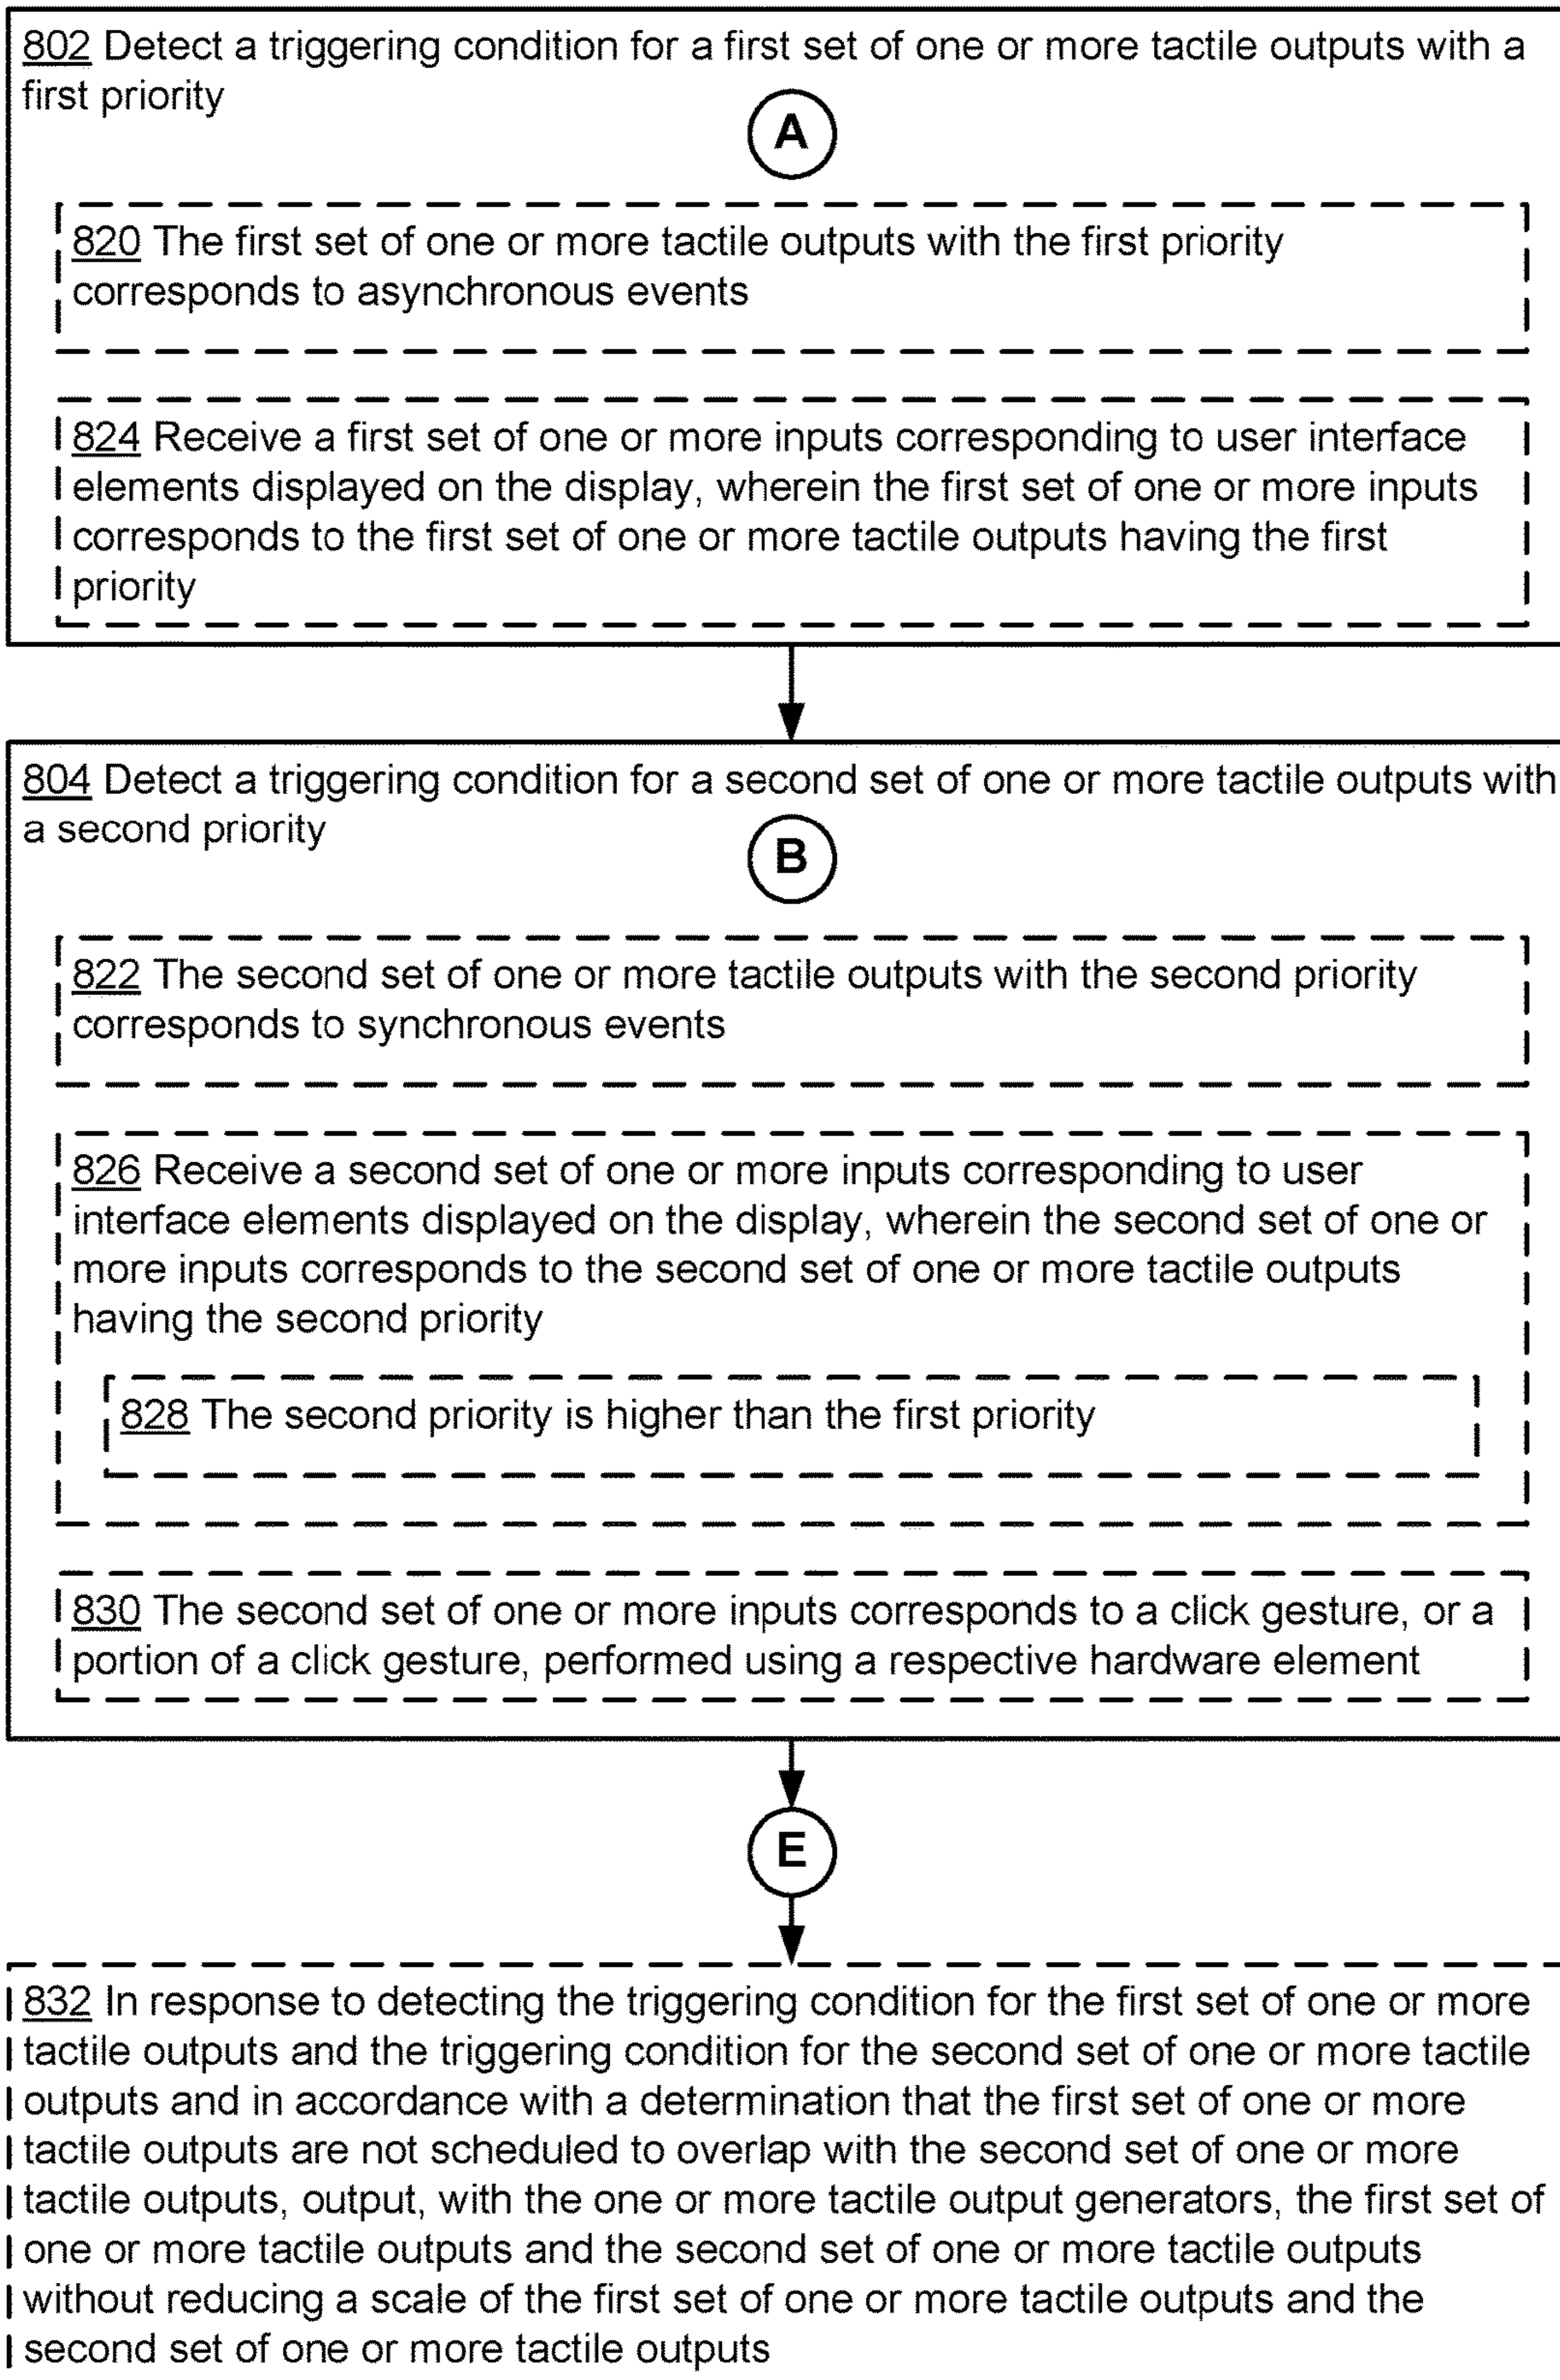 802 Detect a triggering condition for a first set of one or more tactile outputs with a
first priority
A
820 The first set of one or more tactile outputs with the first priority
corresponds to asynchronous events
824 Receive a first set of one or more inputs corresponding to user interface
elements displayed on the display, wherein the first set of one or more inputs
corresponds to the first set of one or more tactile outputs having the first
priority
804 Detect a triggering condition for a second set of one or more tactile outputs with
a second priority
B
822 The second set of one or more tactile outputs with the second priority
corresponds to synchronous events
826 Receive a second set of one or more inputs corresponding to user
interface elements displayed on the display, wherein the second set of one or
more inputs corresponds to the second set of one or more tactile outputs
having the second priority
828 The second priority is higher than the first priority
830 The second set of one or more inputs corresponds to a click gesture, or a
portion of a click gesture, performed using a respective hardware element
E
832 In response to detecting the triggering condition for the first set of one or more
tactile outputs and the triggering condition for the second set of one or more tactile
outputs and in accordance with a determination that the first set of one or more
tactile outputs are not scheduled to overlap with the second set of one or more
tactile outputs, output, with the one or more tactile output generators, the first set of
one or more tactile outputs and the second set of one or more tactile outputs
without reducing a scale of the first set of one or more tactile outputs and the
second set of one or more tactile outputs